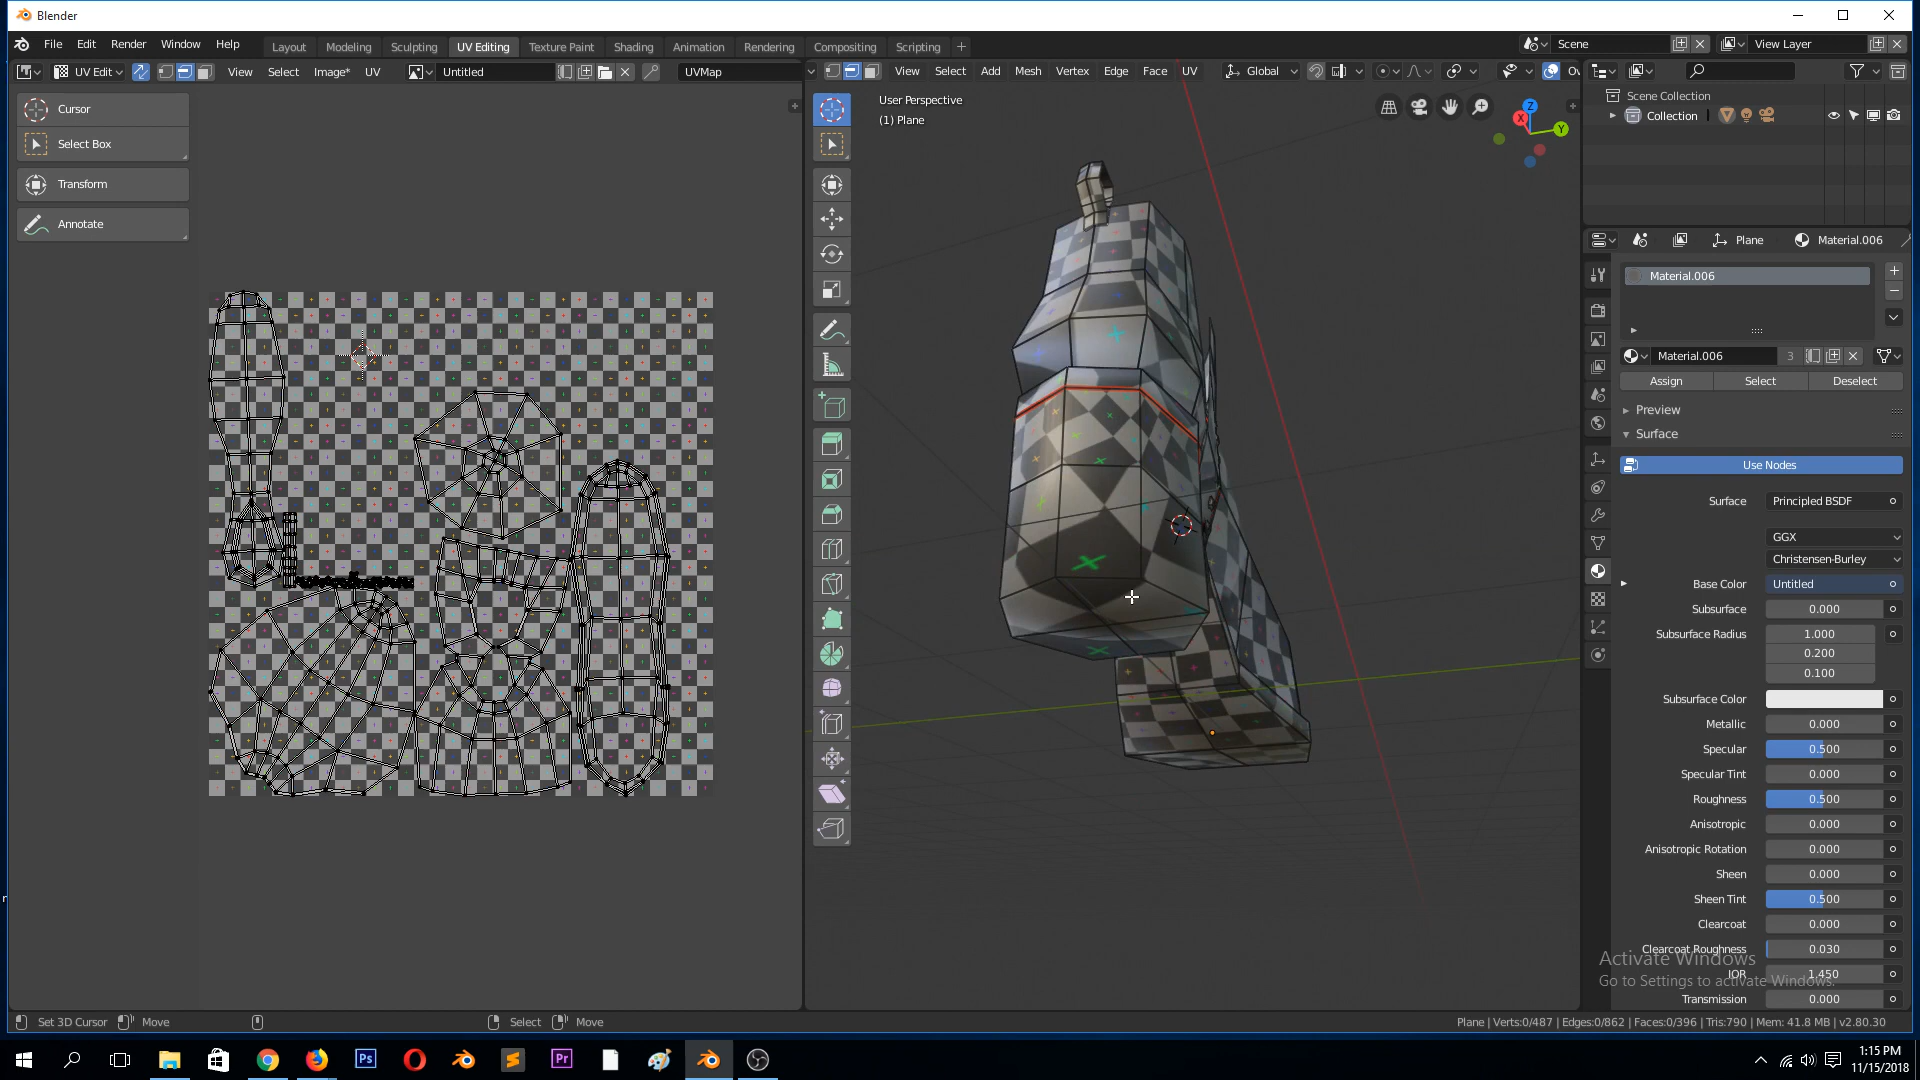 Blender
File Edit Render Window Help
Layout Modeling Sculpting UV Editing Texture Paint Shading Animation Rendering Compositing Scripting
Scene View Layer
UV Edit View Select Image* UV Untitled UVMap
View Select Add Mesh Vertex Edge Face UV Global Ov
Cursor
Select Box
Transform
Annotate
User Perspective
(1) Plane
Z
X
Y
Scene Collection
Collection
Plane Material.006
Material.006
Material.006 3
Assign Select Deselect
Preview
Surface
Use Nodes
Surface Principled BSDF
GGX
Christensen-Burley
Base Color Untitled
Subsurface 0.000
Subsurface Radius 1.000
0.200
0.100
Subsurface Color
Metallic 0.000
Specular 0.500
Specular Tint 0.000
Roughness 0.500
Anisotropic 0.000
Anisotropic Rotation 0.000
Sheen 0.000
Sheen Tint 0.500
Clearcoat 0.000
Clearcoat Roughness 0.030
IOR 1.450
Transmission 0.000
Activate Windows
Go to Settings to activate Windows.
Set 3D Cursor Move Select Move
Plane | Verts:0/487 | Edges:0/862 | Faces:0/396 | Tris:790 | Mem: 41.8 MB | v2.80.30
Ps
Pr
1:15 PM
11/15/2018